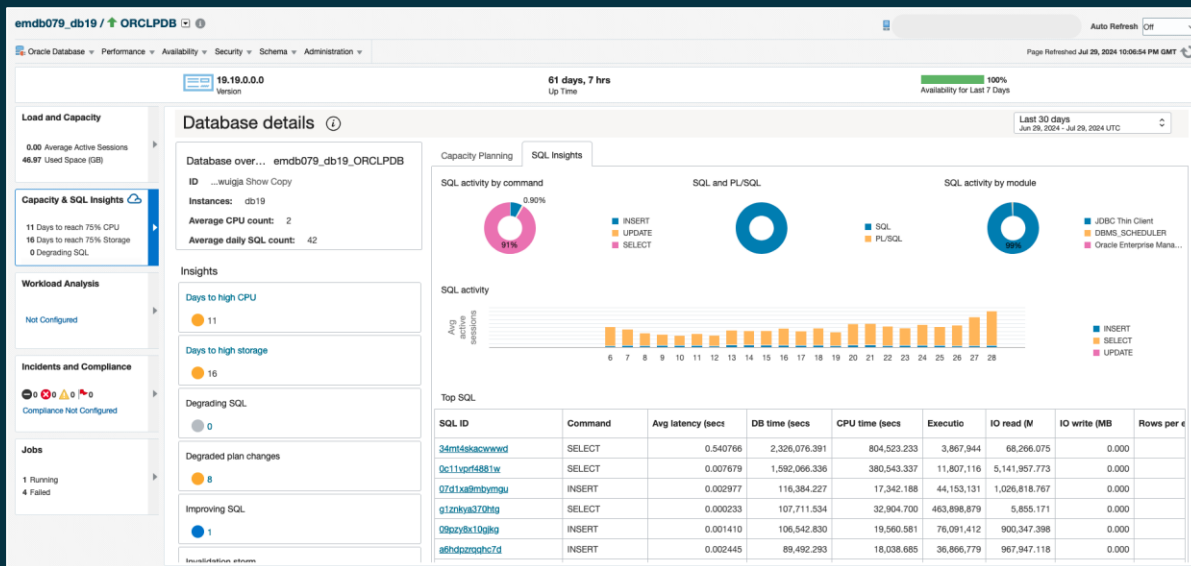 emdb079_db19 / ORCLPDB
Auto Refresh Off
Oracle Database Performance Availability Security Schema Administration
Page Refreshed Jul 29, 2024 10:06:54 PM GMT
19.19.0.0.0
Version
61 days, 7 hrs
Up Time
100%
Availability for Last 7 Days
Load and Capacity
0.00 Average Active Sessions
46.97 Used Space (GB)
Capacity & SQL Insights
11 Days to reach 75% CPU
16 Days to reach 75% Storage
0 Degrading SQL
Workload Analysis
Not Configured
Incidents and Compliance
0 0 0 0
Compliance Not Configured
Jobs
1 Running
4 Failed
Database details
Last 30 days
Jun 29, 2024 - Jul 29, 2024 UTC
Database over... emdb079_db19_ORCLPDB
ID ...wuigja Show Copy
Instances: db19
Average CPU count: 2
Average daily SQL count: 42
Insights
Days to high CPU
11
Days to high storage
16
Degrading SQL
0
Degraded plan changes
8
Improving SQL
1
Invalidation storm
Capacity Planning SQL Insights
SQL activity by command
0.90%
91%
INSERT
UPDATE
SELECT
SQL and PL/SQL
SQL
PL/SQL
SQL activity by module
99%
JDBC Thin Client
DBMS_SCHEDULER
Oracle Enterprise Mana...
SQL activity
Avg active sessions
6 7 8 9 10 11 12 13 14 15 16 17 18 19 20 21 22 23 24 25 26 27 28
INSERT
SELECT
UPDATE
Top SQL
SQL ID Command Avg latency (secs DB time (secs CPU time (secs Executio IO read (M IO write (MB Rows per e
34mt4skacwwwd SELECT 0.540766 2,326,076.391 804,523.233 3,867,944 68,266.075 0.000
0c11vprf4881w SELECT 0.007679 1,592,066.336 380,543.337 11,807,116 5,141,957.773 0.000
07d1xa9mbymgu INSERT 0.002977 116,384.227 17,342.188 44,153,131 1,026,818.767 0.000
g1znkya370htg SELECT 0.000233 107,711.534 32,904.700 463,898,879 5,855.171 0.000
09pzy8x10gjkg INSERT 0.001410 106,542.830 19,560.581 76,091,412 900,347.398 0.000
a6hdpzrqqhc7d INSERT 0.002445 89,492.293 18,038.685 36,866,779 967,947.118 0.000